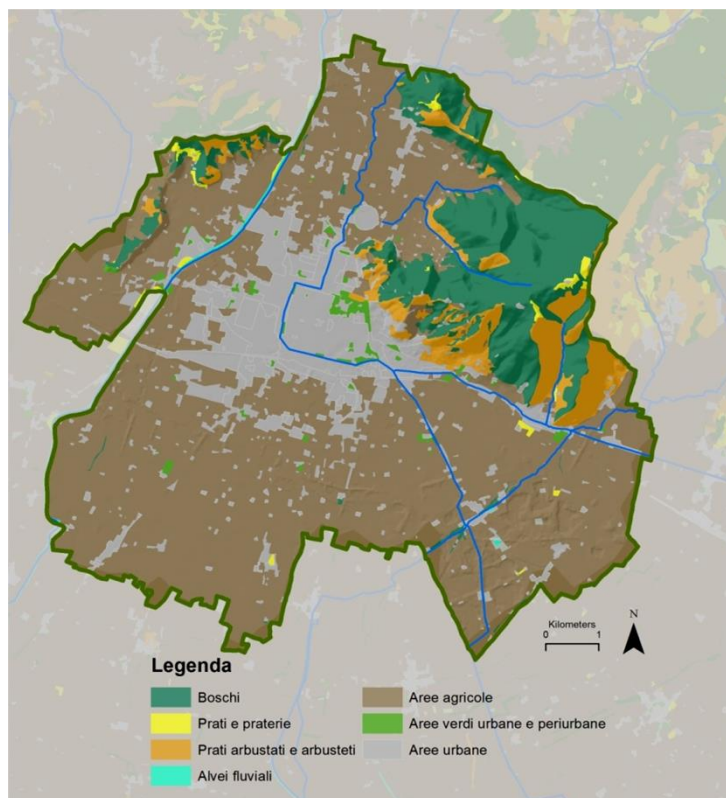 N
Kilometers
0 1
Legenda
Boschi
Prati e praterie
Prati arbustati e arbusteti
Alvei fluviali
Aree agricole
Aree verdi urbane e periurbane
Aree urbane